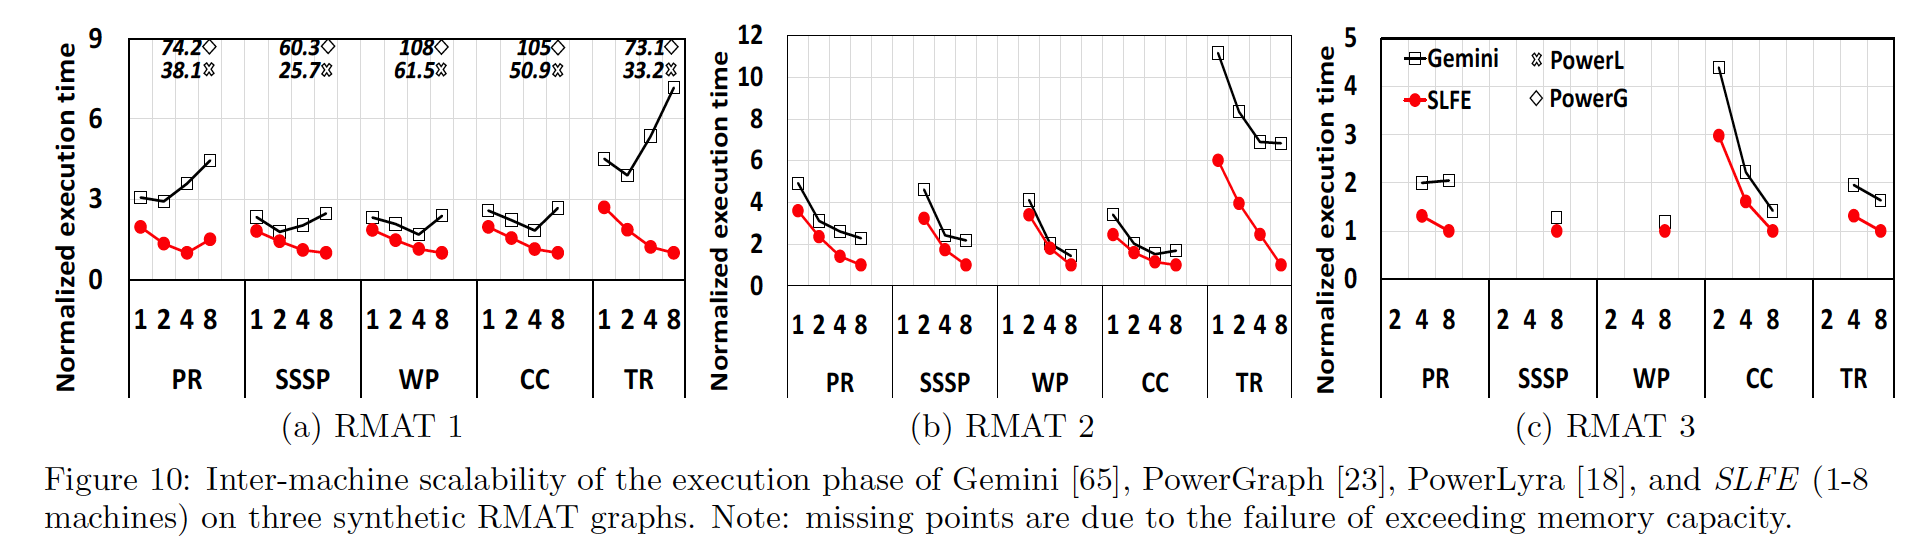 Normalized execution time
9
6
3
0
74.2 60.3 108 105 73.1
38.1 25.7 61.5 50.9 33.2
1 2 4 8 1 2 4 8 1 2 4 8 1 2 4 8 1 2 4 8
PR SSSP WP CC TR
(a) RMAT 1
Normalized execution time
12
10
8
6
4
2
0
1 2 4 8 1 2 4 8 1 2 4 8 1 2 4 8 1 2 4 8
PR SSSP WP CC TR
(b) RMAT 2
Normalized execution time
5
4
3
2
1
0
Gemini PowerL
SLFE PowerG
2 4 8 2 4 8 2 4 8 2 4 8 2 4 8
PR SSSP WP CC TR
(c) RMAT 3
Figure 10: Inter-machine scalability of the execution phase of Gemini [65], PowerGraph [23], PowerLyra [18], and SLFE (1-8
machines) on three synthetic RMAT graphs. Note: missing points are due to the failure of exceeding memory capacity.